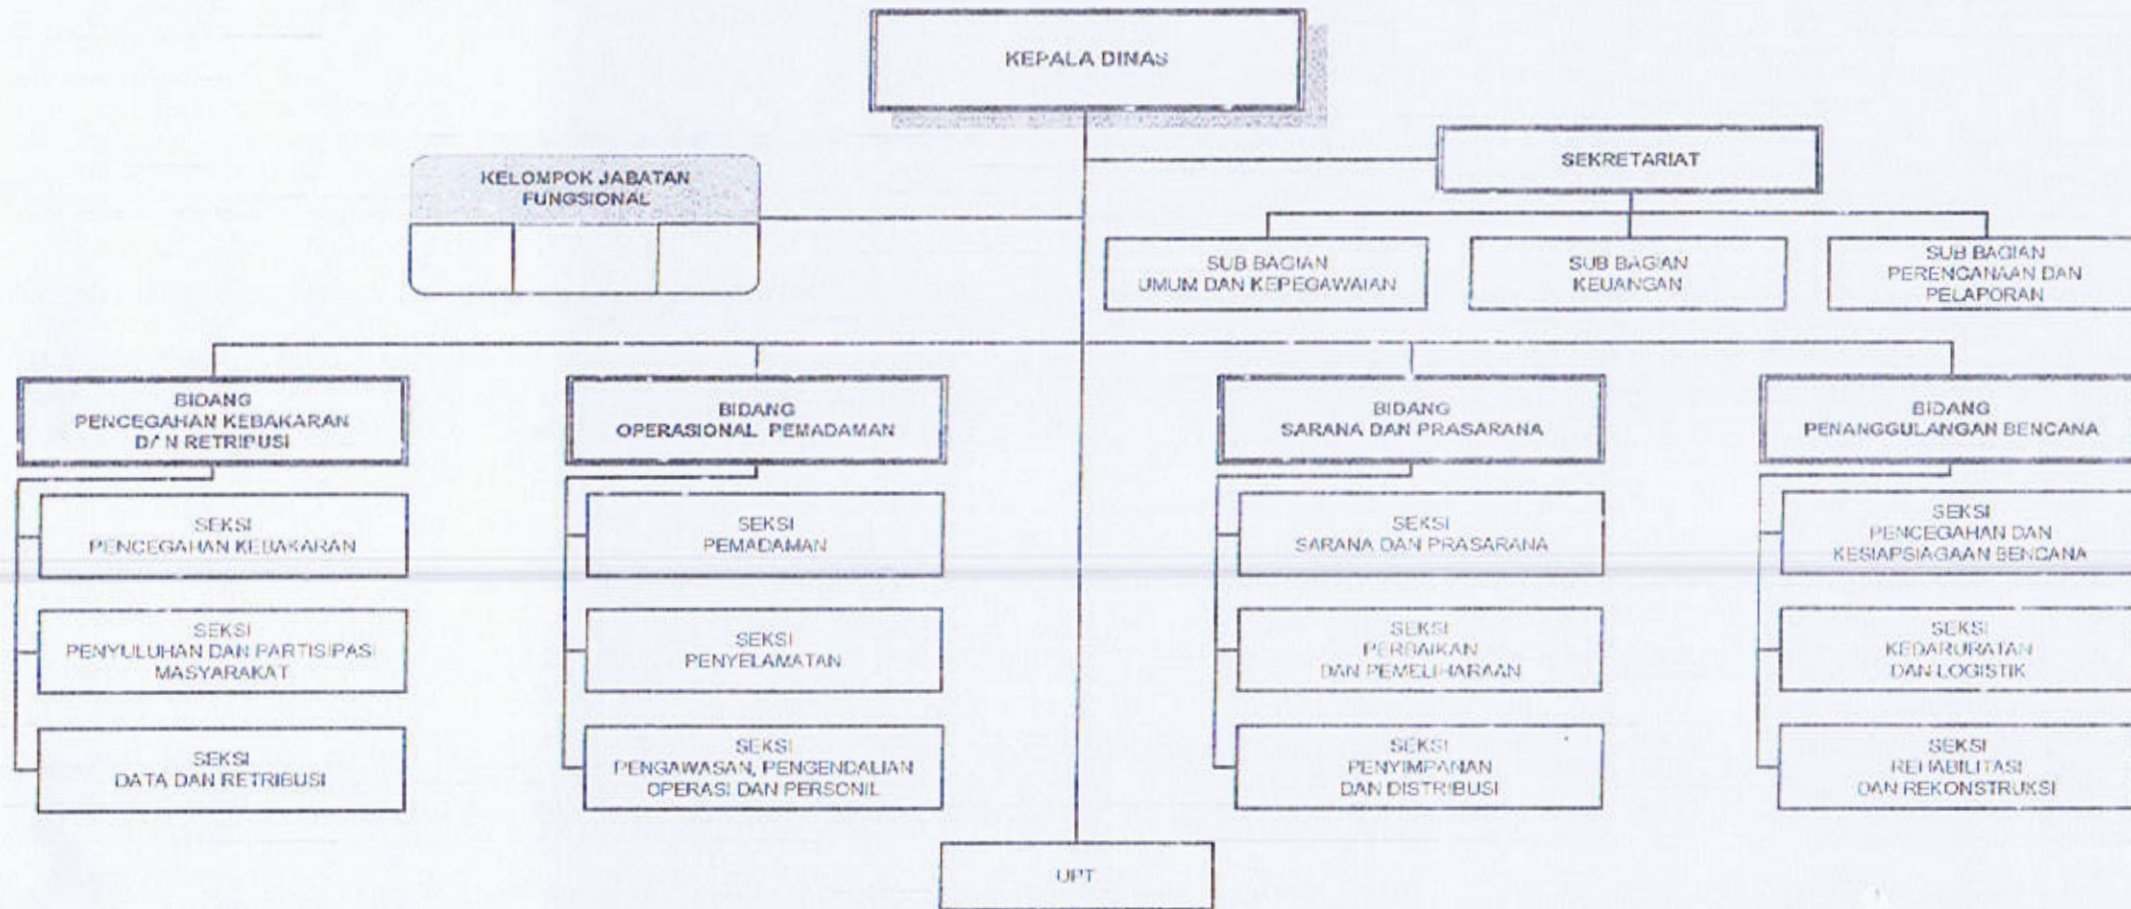 KEPALA DINAS
SEKRETARIAT
KELOMPOK JABATAN
FUNGSIONAL
SUB BAGIAN
UMUM DAN KEPEGAWAIAN
SUB BAGIAN
KEUANGAN
SUB BAGIAN
PERENCANAAN DAN
PELAPORAN
BIDANG
PENCEGAHAN KEBAKARAN
DAN RETRIPUSI
BIDANG
OPERASIONAL PEMADAMAN
BIDANG
SARANA DAN PRASARANA
BIDANG
PENANGGULANGAN BENCANA
SEKSI
PENCEGAHAN KEBAKARAN
SEKSI
PEMADAMAN
SEKSI
SARANA DAN PRASARANA
SEKSI
PENCEGAHAN DAN
KESIAPSIAGAAN BENCANA
SEKSI
PENYULUHAN DAN PARTISIPASI
MASYARAKAT
SEKSI
PENYELAMATAN
SEKSI
PERBAIKAN
DAN PEMELIHARAAN
SEKSI
KEDARURATAN
DAN LOGISTIK
SEKSI
DATA DAN RETRIBUSI
SEKSI
PENGAWASAN, PENGENDALIAN
OPERASI DAN PERSONIL
SEKSI
PENYIMPANAN
DAN DISTRIBUSI
SEKSI
REHABILITASI
DAN REKONSTRUKSI
UPT